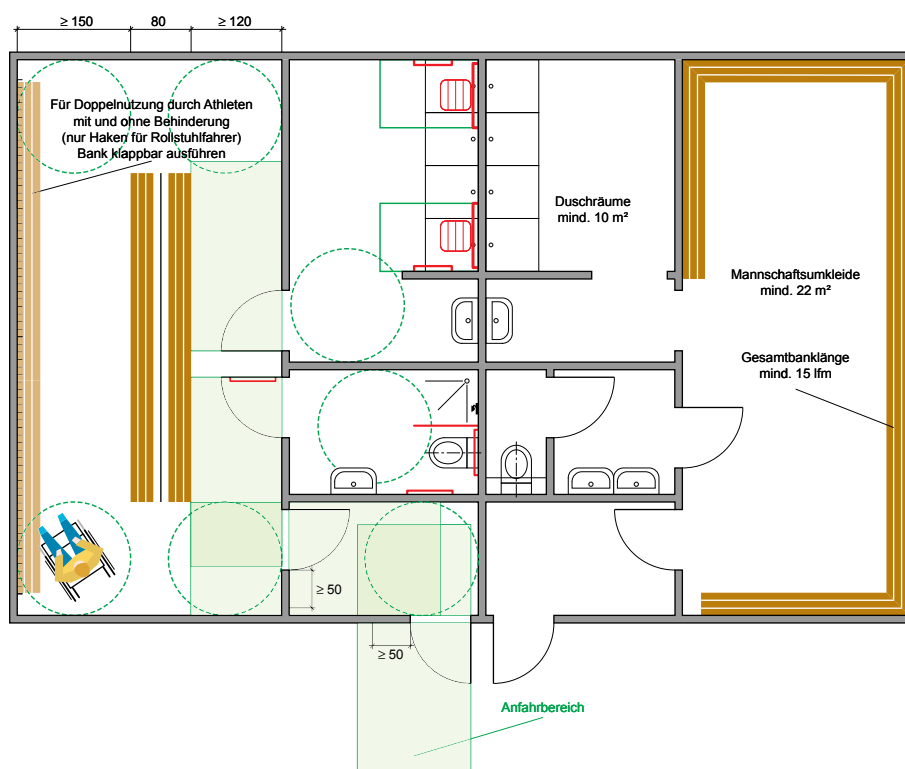 ≥ 150
80
≥ 120
Für Doppelnutzung durch Athleten
mit und ohne Behinderung
(nur Haken für Rollstuhlfahrer)
Bank klappbar ausführen
Duschräume
mind. 10 m²
Mannschaftsumkleide
mind. 22 m²
Gesamtbanklänge
mind. 15 lfm
≥ 50
≥ 50
Anfahrbereich